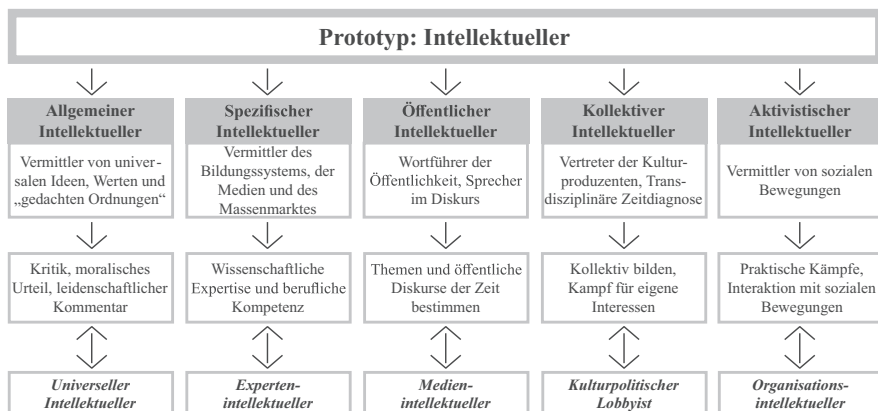 Prototyp: Intellektueller
Allgemeiner
Intellektueller
Vermittler von univer-
salen Ideen, Werten und
„gedachten Ordnungen“
Kritik, moralisches
Urteil, leidenschaftlicher
Kommentar
Universeller
Intellektueller
Spezifischer
Intellektueller
Vermittler des
Bildungssystems, der
Medien und des
Massenmarktes
Wissenschaftliche
Expertise und berufliche
Kompetenz
Experten-
intellektueller
Öffentlicher
Intellektueller
Wortführer der
Öffentlichkeit, Sprecher
im Diskurs
Themen und öffentliche
Diskurse der Zeit
bestimmen
Medien-
intellektueller
Kollektiver
Intellektueller
Vertreter der Kultur-
produzenten, Trans-
disziplinäre Zeitdiagnose
Kollektiv bilden,
Kampf für eigene
Interessen
Kulturpolitischer
Lobbyist
Aktivistischer
Intellektueller
Vermittler von sozialen
Bewegungen
Praktische Kämpfe,
Interaktion mit sozialen
Bewegungen
Organisations-
intellektueller